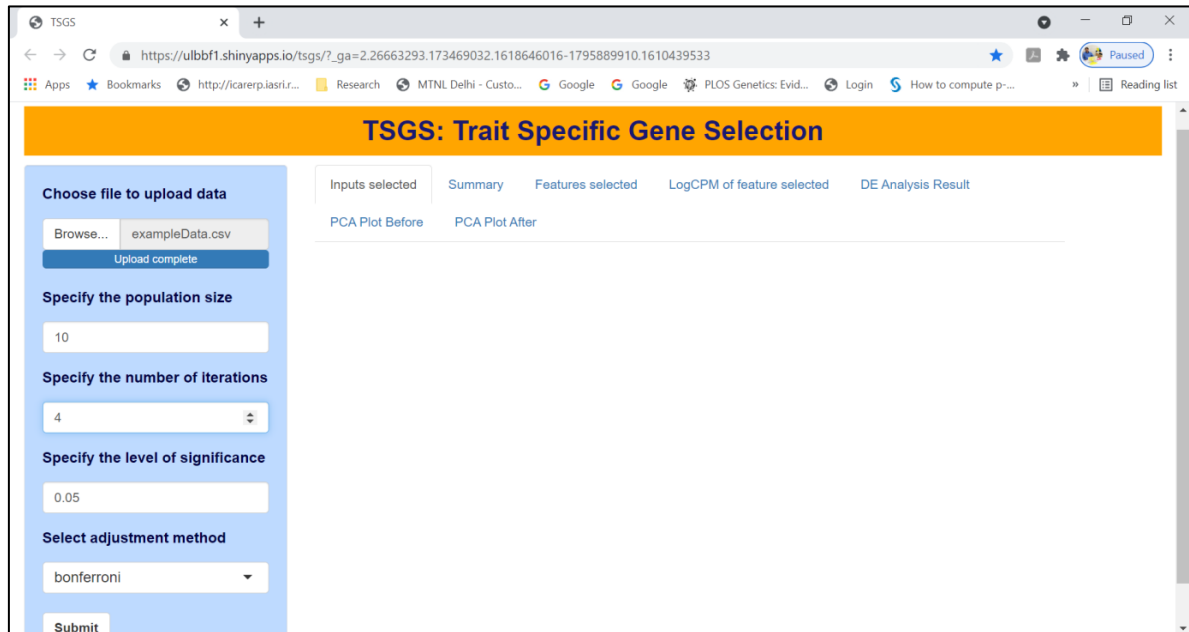 TSGS
https://ulbbf1.shinyapps.io/tsgs/?_ga=2.26663293.173469032.1618646016-1795889910.1610439533
Paused
Apps Bookmarks http://icarerp.iasri.r... Research MTNL Delhi - Custo... Google Google PLOS Genetics: Evid... Login How to compute p-... » Reading list
TSGS: Trait Specific Gene Selection
Choose file to upload data
Browse... exampleData.csv
Upload complete
Specify the population size
10
Specify the number of iterations
4
Specify the level of significance
0.05
Select adjustment method
bonferroni
Submit
Inputs selected Summary Features selected LogCPM of feature selected DE Analysis Result
PCA Plot Before PCA Plot After